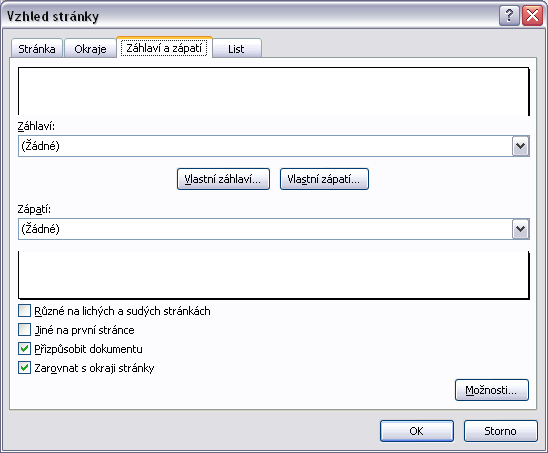 Vzhled stránky
Stránka Okraje Záhlaví a zápatí List
Záhlaví:
(Žádné)
Vlastní záhlaví... Vlastní zápatí...
Zápatí:
(Žádné)
Různé na lichých a sudých stránkách
Jiné na první stránce
Přizpůsobit dokumentu
Zarovnat s okraji stránky
Možnosti...
OK Storno